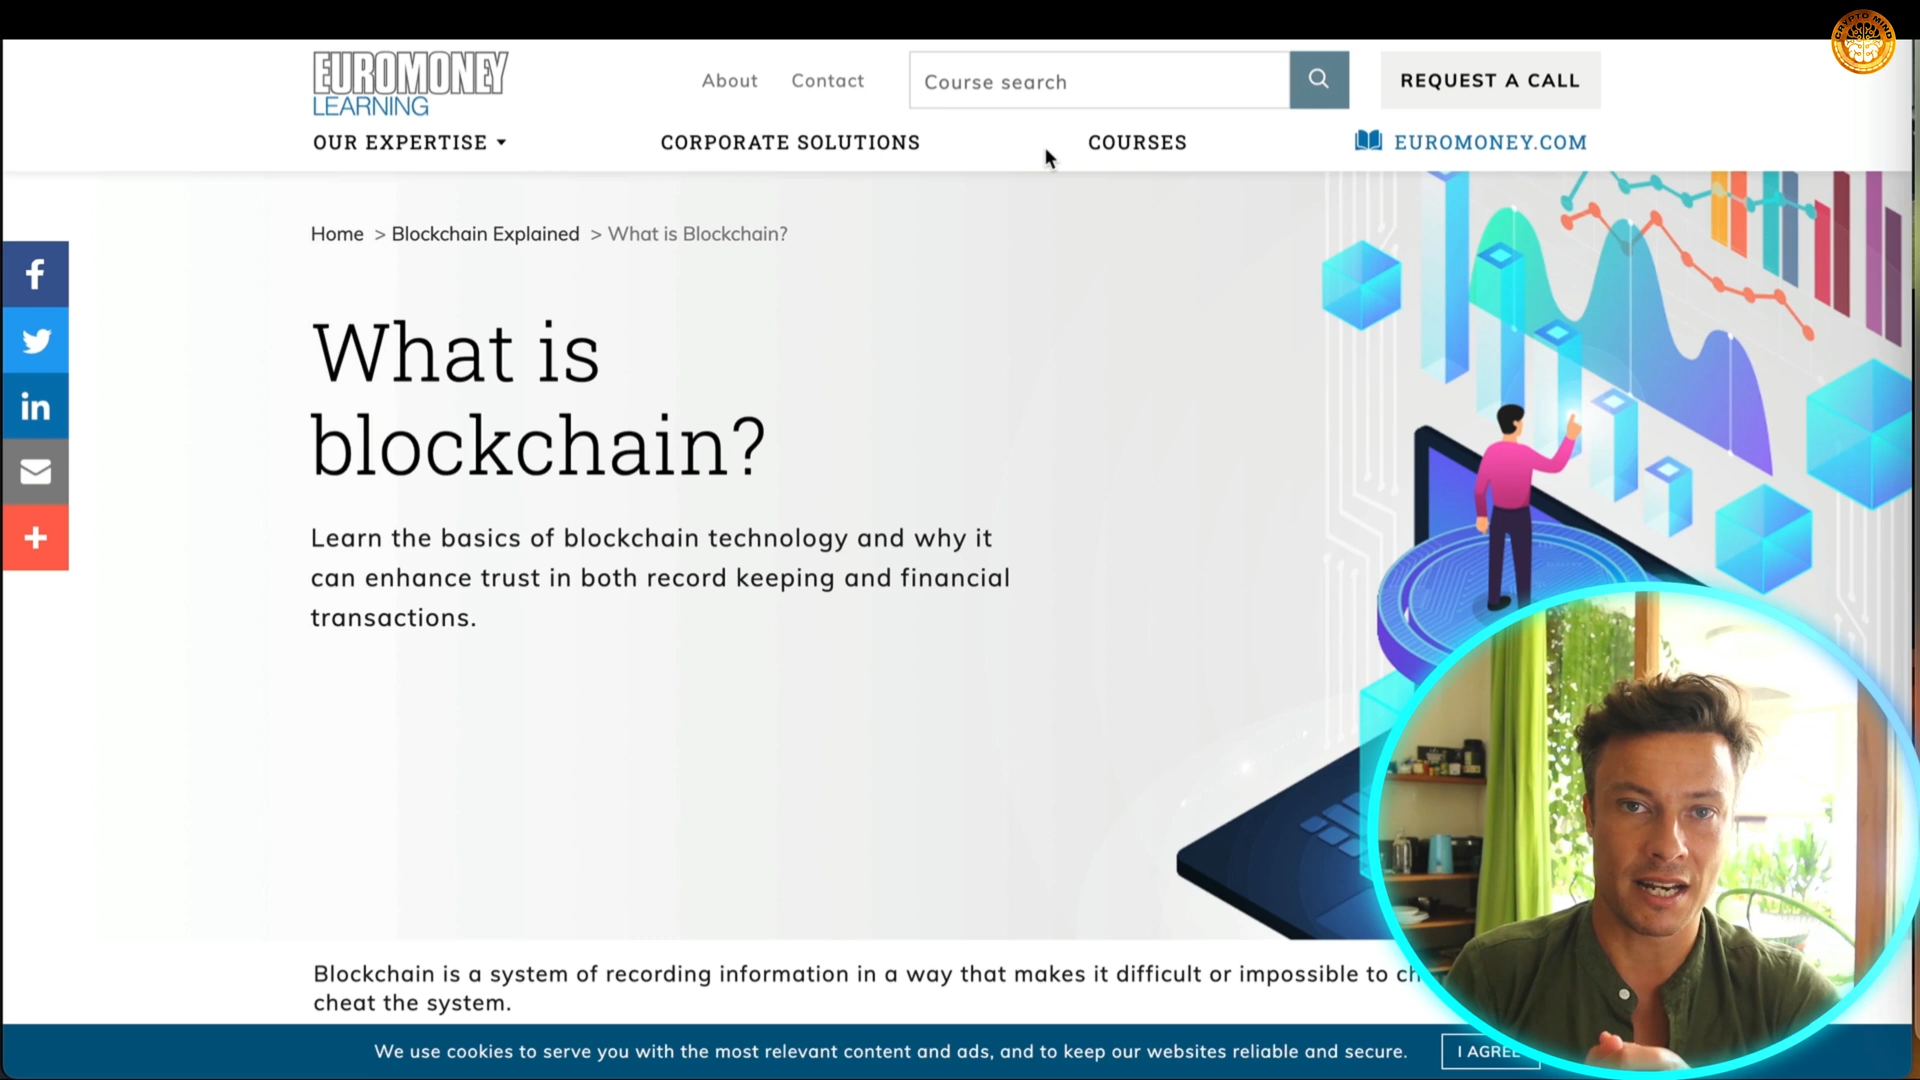 CRYPTO MIND
EUROMONEY
LEARNING
About
Contact
Course search
REQUEST A CALL
OUR EXPERTISE
CORPORATE SOLUTIONS
COURSES
EUROMONEY.COM
Home > Blockchain Explained > What is Blockchain?
What is
blockchain?
Learn the basics of blockchain technology and why it
can enhance trust in both record keeping and financial
transactions.
Blockchain is a system of recording information in a way that makes it difficult or impossible to ch
cheat the system.
We use cookies to serve you with the most relevant content and ads, and to keep our websites reliable and secure.
I AGREE